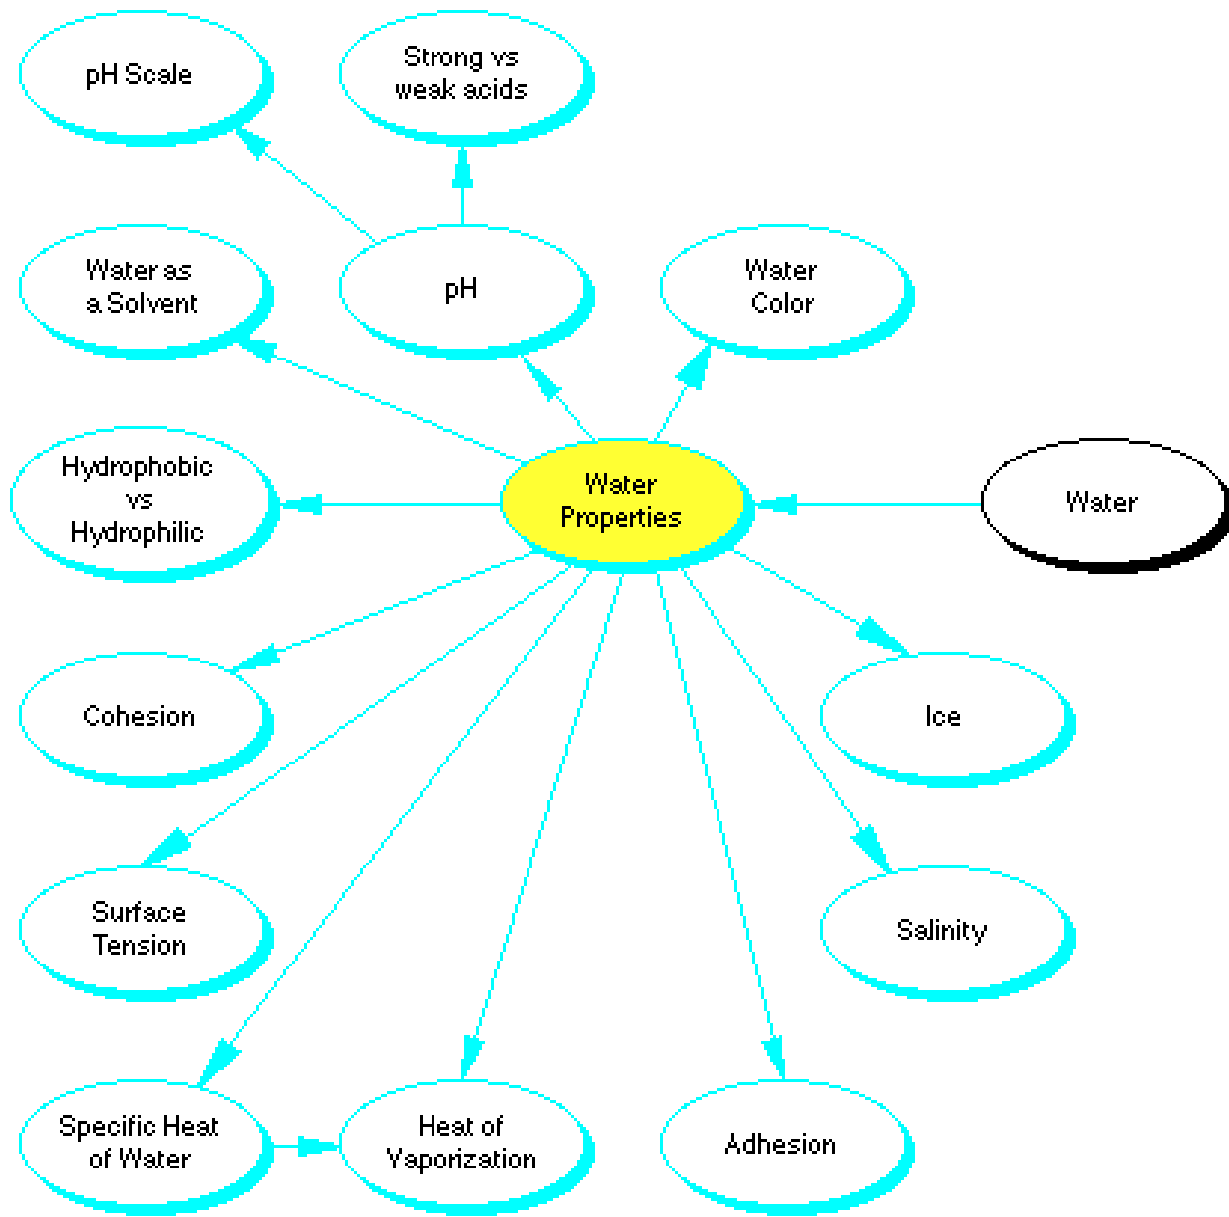 pH Scale
Strong vs
weak acids
Water as
a Solvent
pH
Water
Color
Hydrophobic
vs
Hydrophilic
Water
Properties
Water
Cohesion
Ice
Surface
Tension
Salinity
Specific Heat
of Water
Heat of
Vaporization
Adhesion